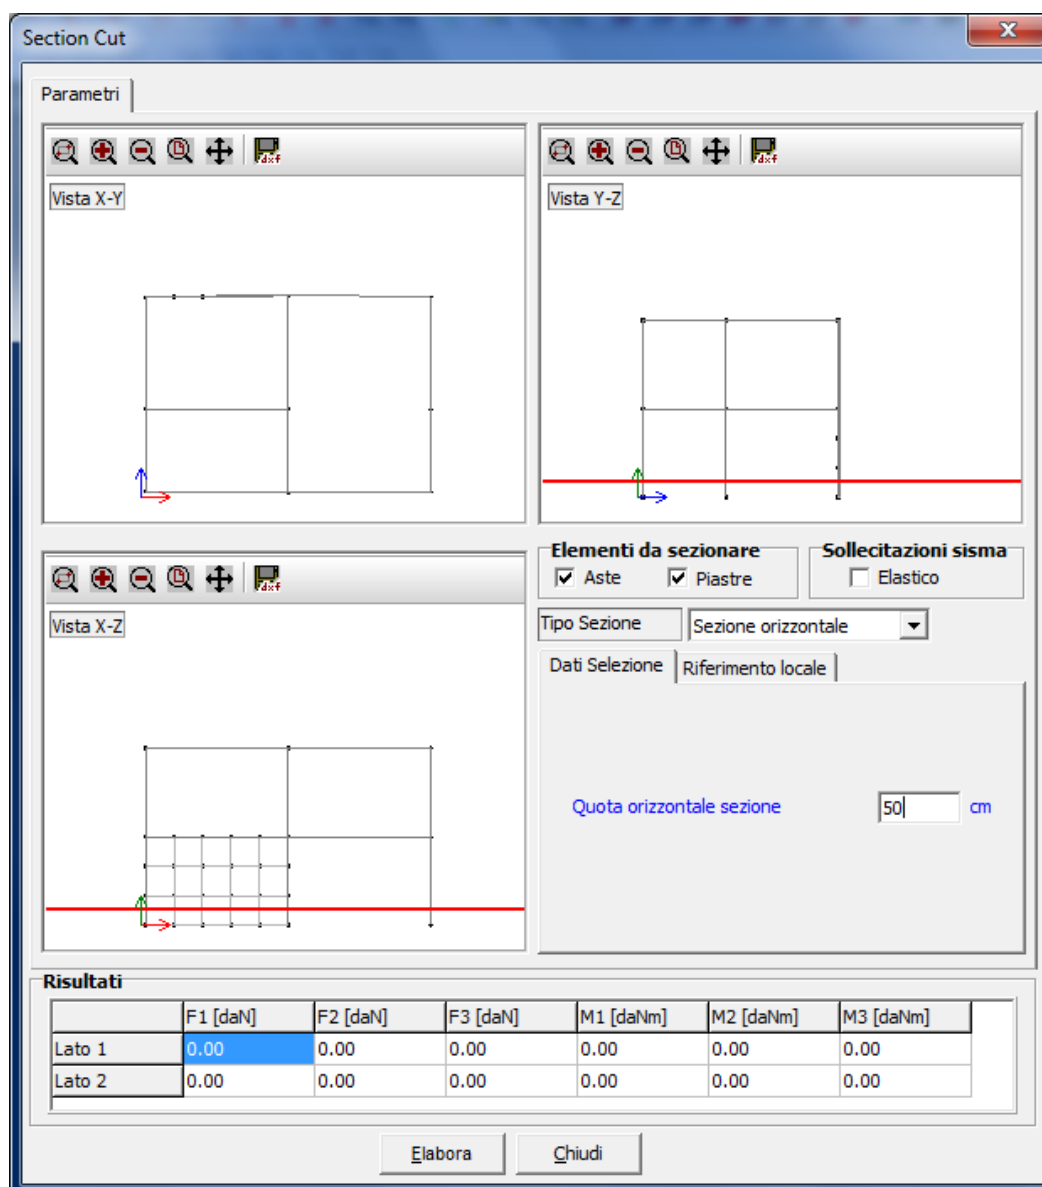 Section Cut
Parametri
dxf
dxf
Vista X-Y
Vista Y-Z
dxf
Vista X-Z
Elementi da sezionare
Aste
Piastre
Sollecitazioni sisma
Elastico
Tipo Sezione
Sezione orizzontale
Dati Selezione
Riferimento locale
Quota orizzontale sezione
50
cm
Risultati
F1 [daN] F2 [daN] F3 [daN] M1 [daNm] M2 [daNm] M3 [daNm]
Lato 1 0.00 0.00 0.00 0.00 0.00 0.00
Lato 2 0.00 0.00 0.00 0.00 0.00 0.00
Elabora
Chiudi